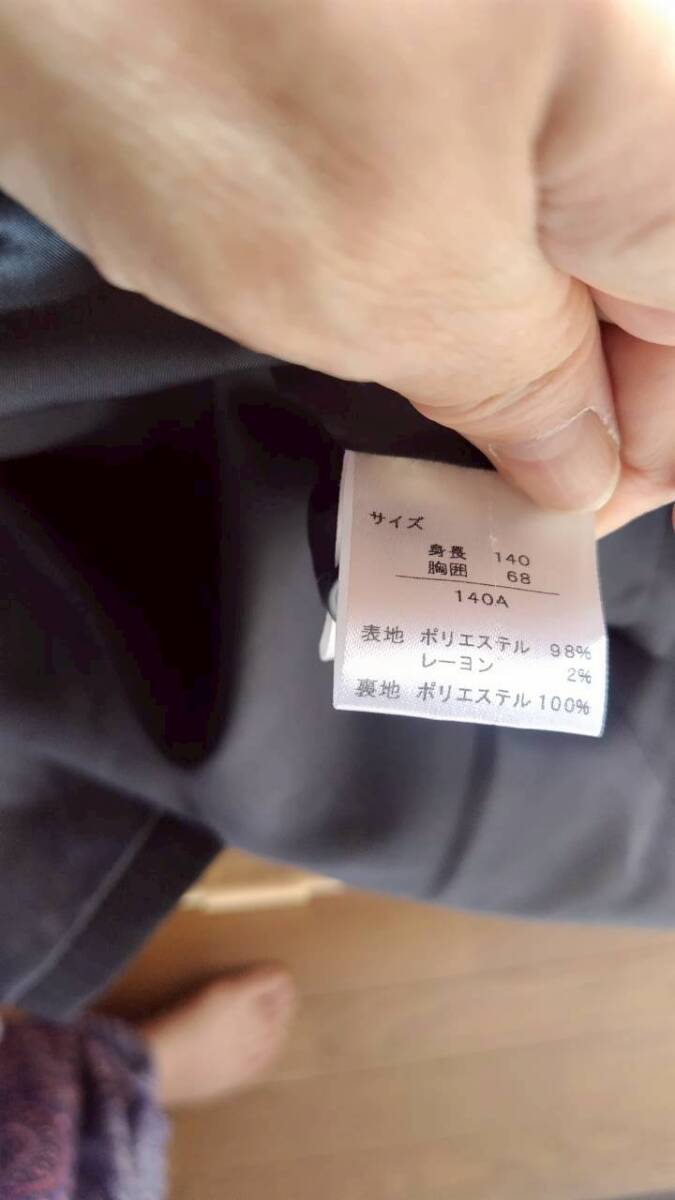 サイズ
身長 140
胸囲 68
140A
表地 ポリエステル 98%
レーヨン 2%
裏地 ポリエステル 100%